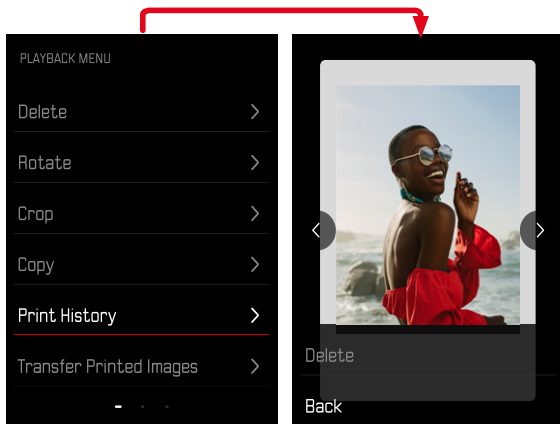 PLAYBACK MENU
Delete
Rotate
Crop
Copy
Print History
Transfer Printed Images
Delete
Back